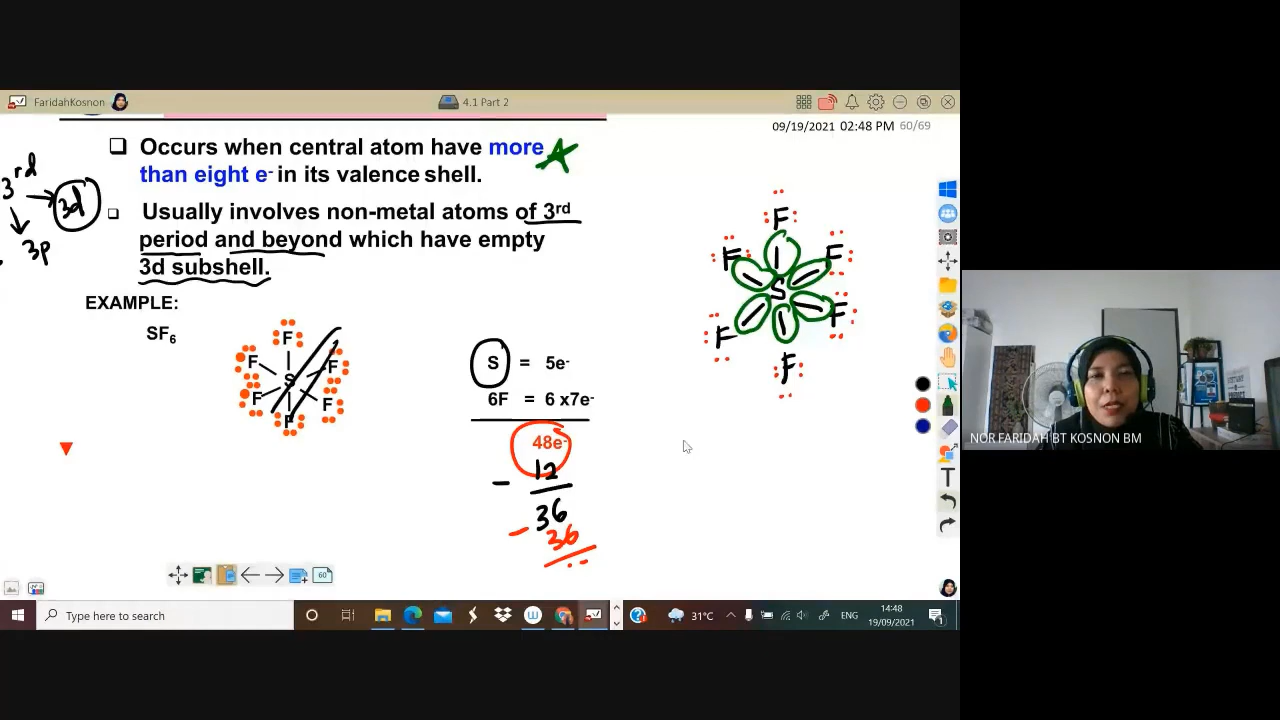 FaridahKosnon
4.1 Part 2
09/19/2021 02:48 PM 60/69
Occurs when central atom have more
than eight e- in its valence shell.
Usually involves non-metal atoms of 3rd
period and beyond which have empty
3d subshell.
3rd
3d
3p
EXAMPLE:
SF6
F
F F
S
F F
F
S = 5e-
6F = 6 x7e-
48e-
- 12
36
- 36
F
F F
S
F F
F
NOR FARIDAH BT KOSNON BM
60
Type here to search
31°C
ENG
14:48
19/09/2021